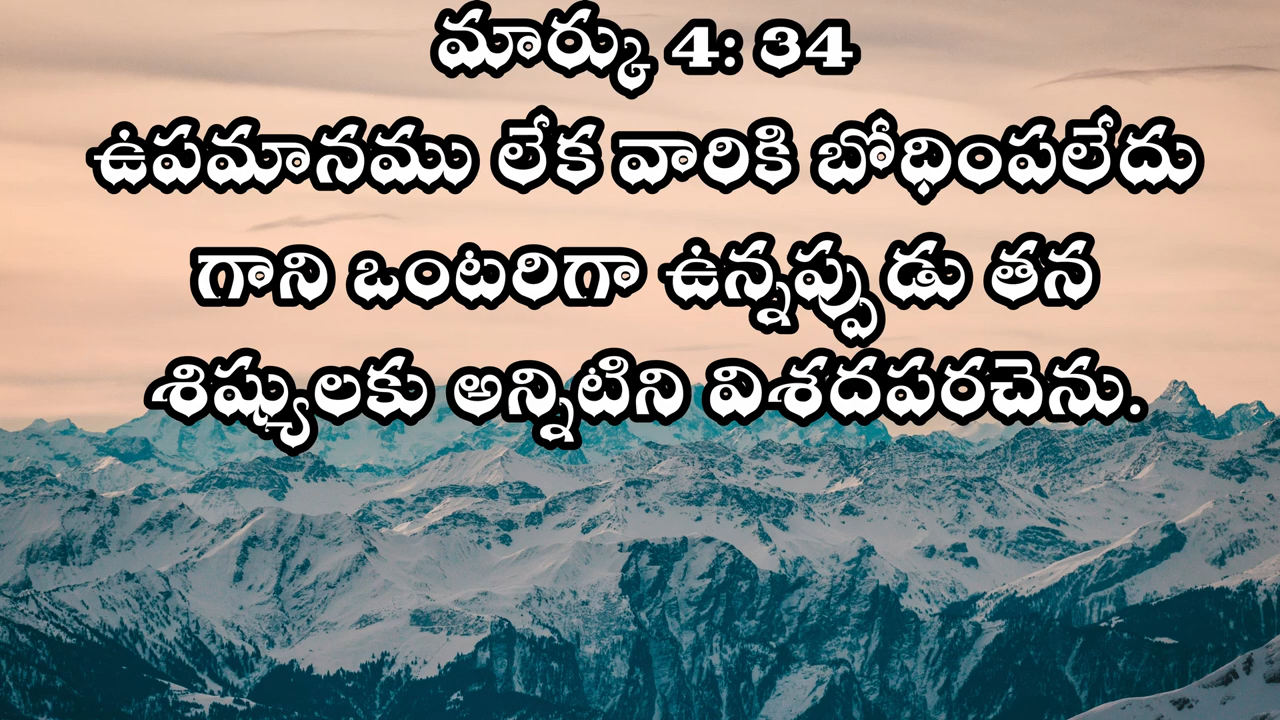 మార్కు 4: 34
ఉపమానము లేక వారికి బోధింపలేదు
గాని ఒంటరిగా ఉన్నప్పుడు తన
శిష్యులకు అన్నిటిని విశదపరచెను.